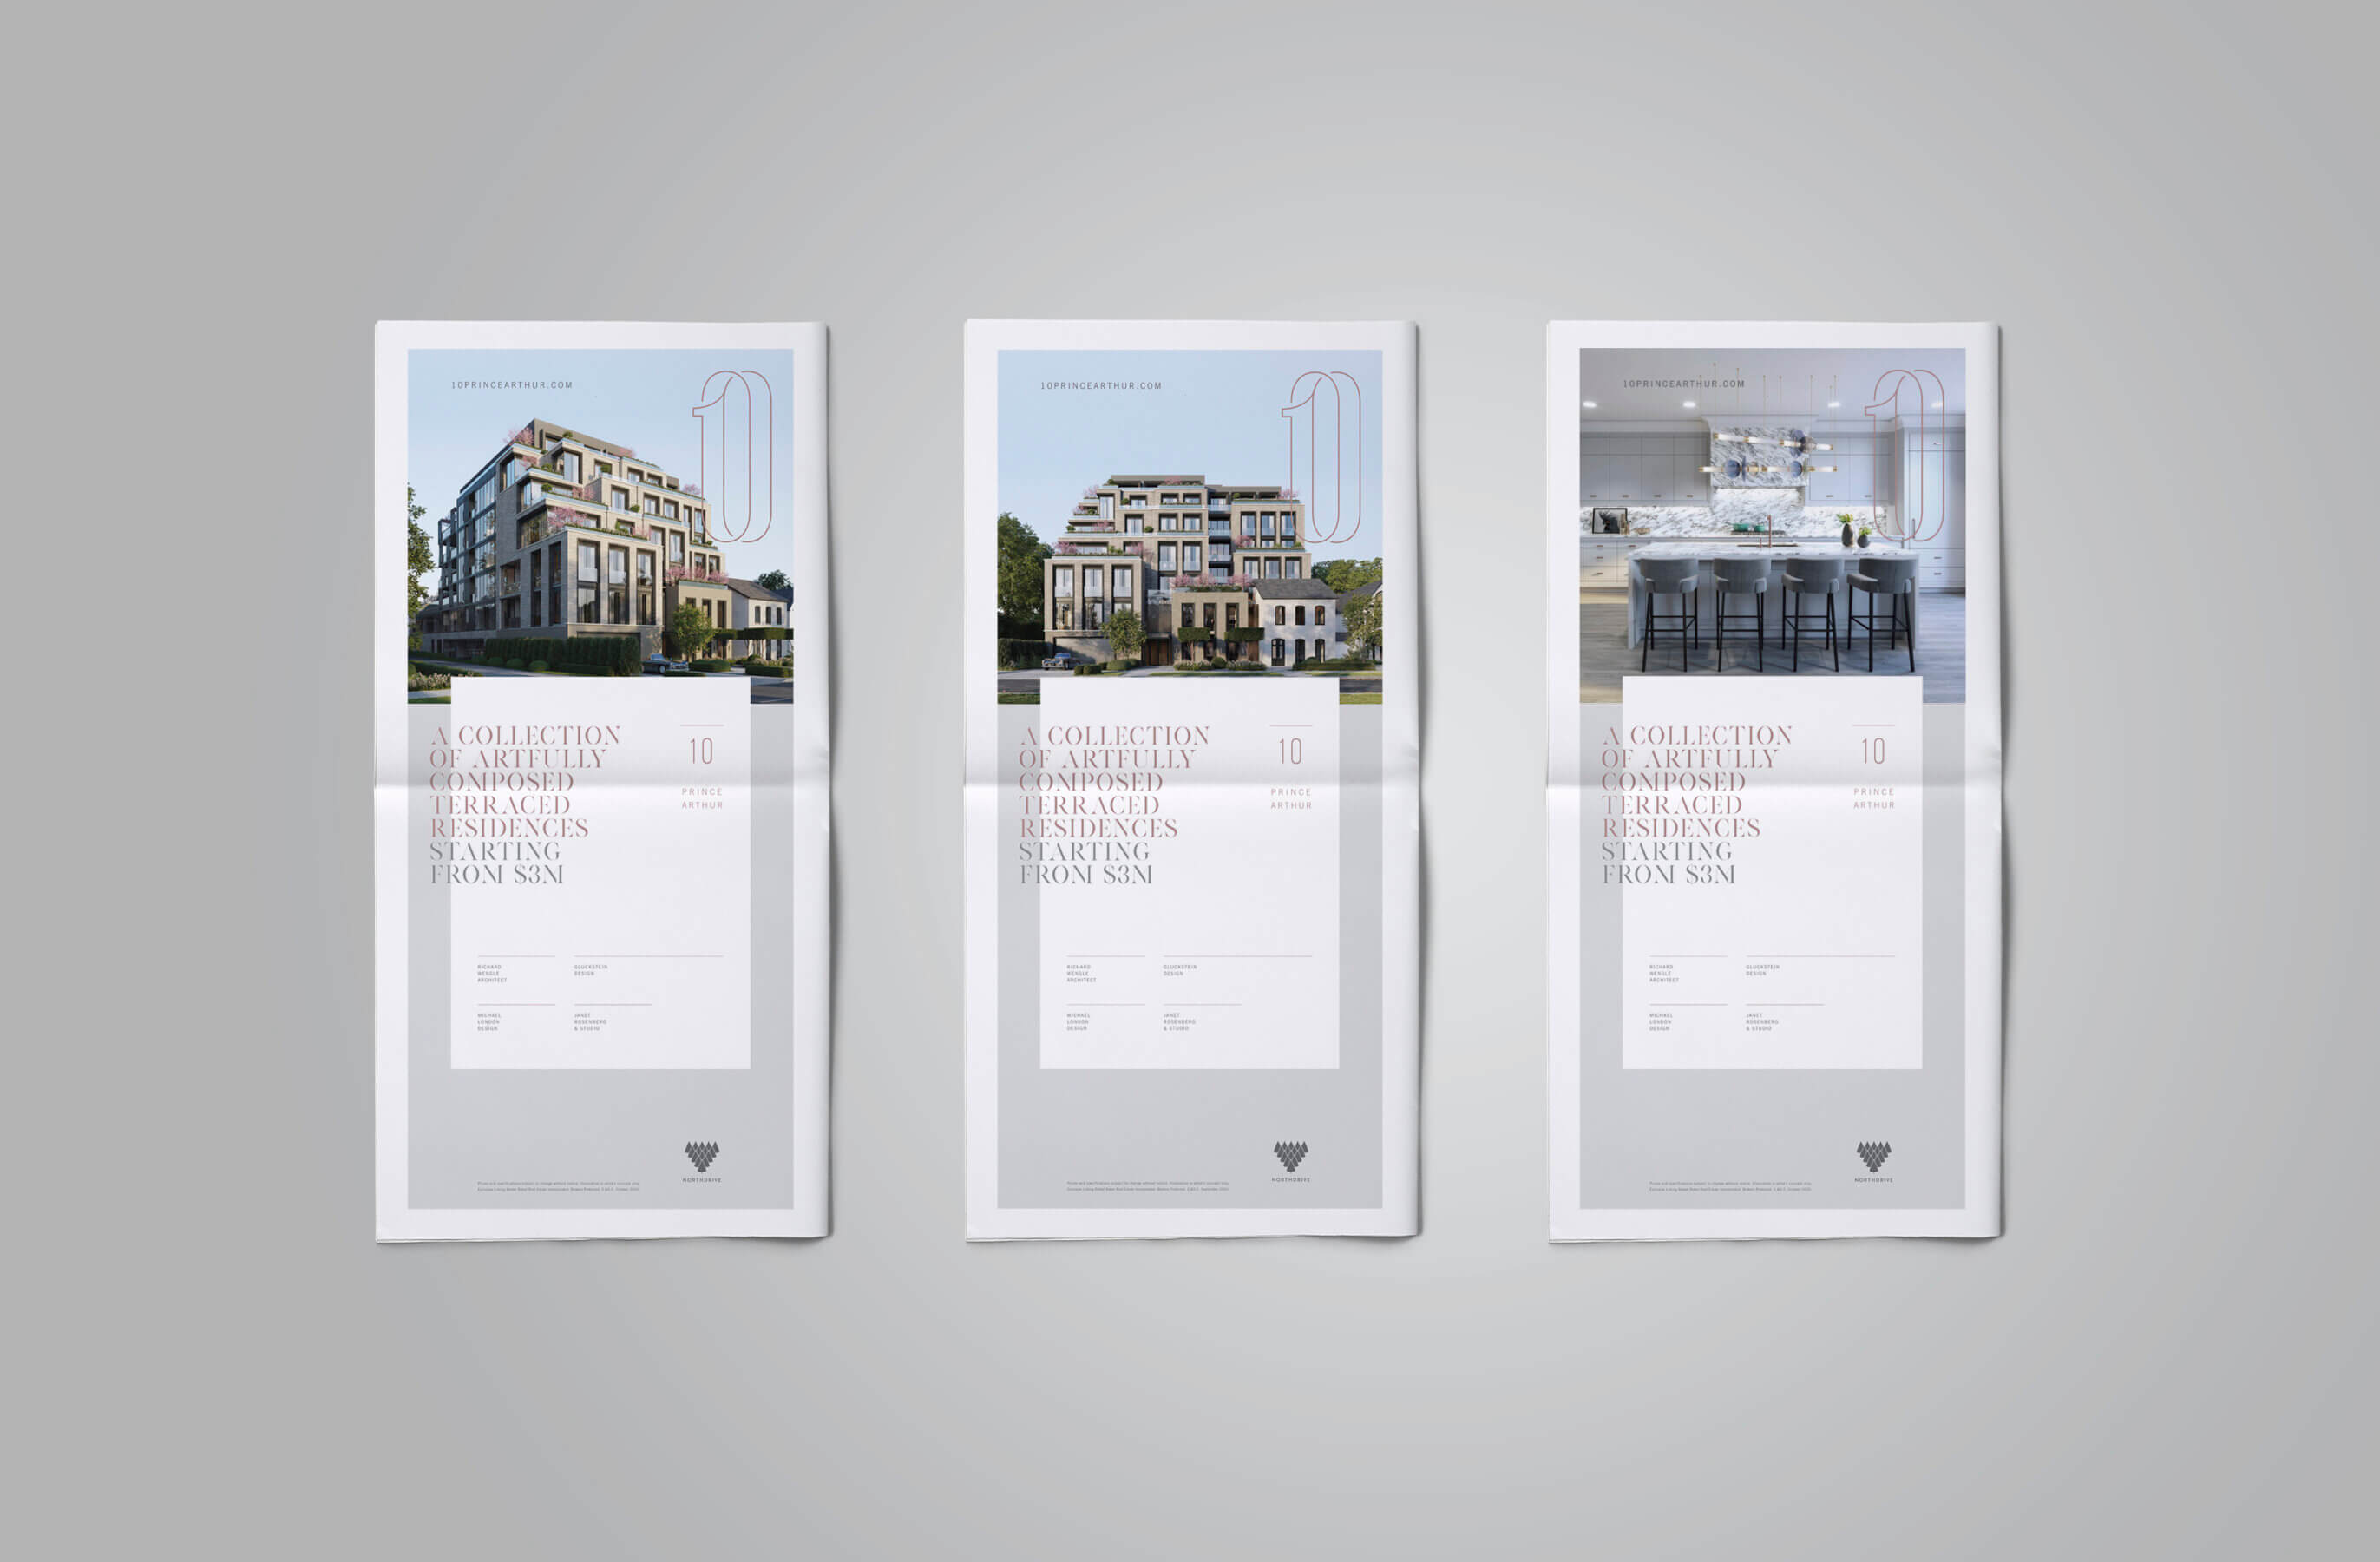 10PRINCEARTHUR.COM
10
A COLLECTION
OF ARTFULLY
COMPOSED
TERRACED
RESIDENCES
STARTING
FROM $3M
10
PRINCE
ARTHUR
RICHARD
WENGLE
ARCHITECT
GLUCKSTEIN
DESIGN
MICHAEL
LONDON
DESIGN
JANET
ROSENBERG
& STUDIO
NORTHDRIVE
10PRINCEARTHUR.COM
10
A COLLECTION
OF ARTFULLY
COMPOSED
TERRACED
RESIDENCES
STARTING
FROM $3M
10
PRINCE
ARTHUR
RICHARD
WENGLE
ARCHITECT
GLUCKSTEIN
DESIGN
MICHAEL
LONDON
DESIGN
JANET
ROSENBERG
& STUDIO
NORTHDRIVE
10PRINCEARTHUR.COM
10
A COLLECTION
OF ARTFULLY
COMPOSED
TERRACED
RESIDENCES
STARTING
FROM $3M
10
PRINCE
ARTHUR
RICHARD
WENGLE
ARCHITECT
GLUCKSTEIN
DESIGN
MICHAEL
LONDON
DESIGN
JANET
ROSENBERG
& STUDIO
NORTHDRIVE